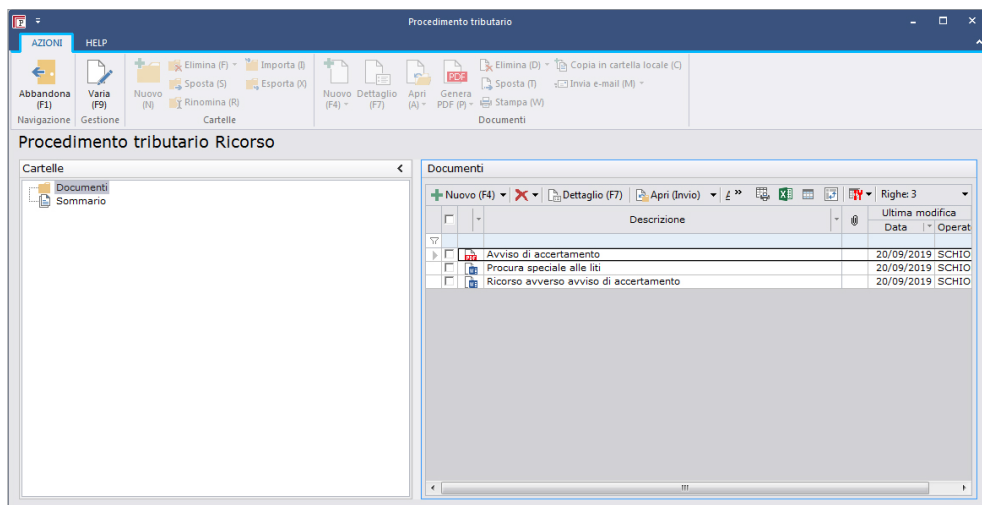 Procedimento tributario
AZIONI HELP
Abbandona (F1)
Varia (F9)
Nuovo (N)
Elimina (F)
Sposta (S)
Rinomina (R)
Importa (I)
Esporta (X)
Nuovo (F4)
Dettaglio (F7)
Apri (A)
Genera PDF (P)
Elimina (D)
Sposta (T)
Stampa (W)
Copia in cartella locale (C)
Invia e-mail (M)
Navigazione Gestione Cartelle Documenti
Procedimento tributario Ricorso
Cartelle
Documenti
Sommario
Documenti
Nuovo (F4) Dettaglio (F7) Apri (Invio) Righe: 3
Descrizione Ultima modifica
Data Operat
Avviso di accertamento 20/09/2019 SCHIO
Procura speciale alle liti 20/09/2019 SCHIO
Ricorso avverso avviso di accertamento 20/09/2019 SCHIO